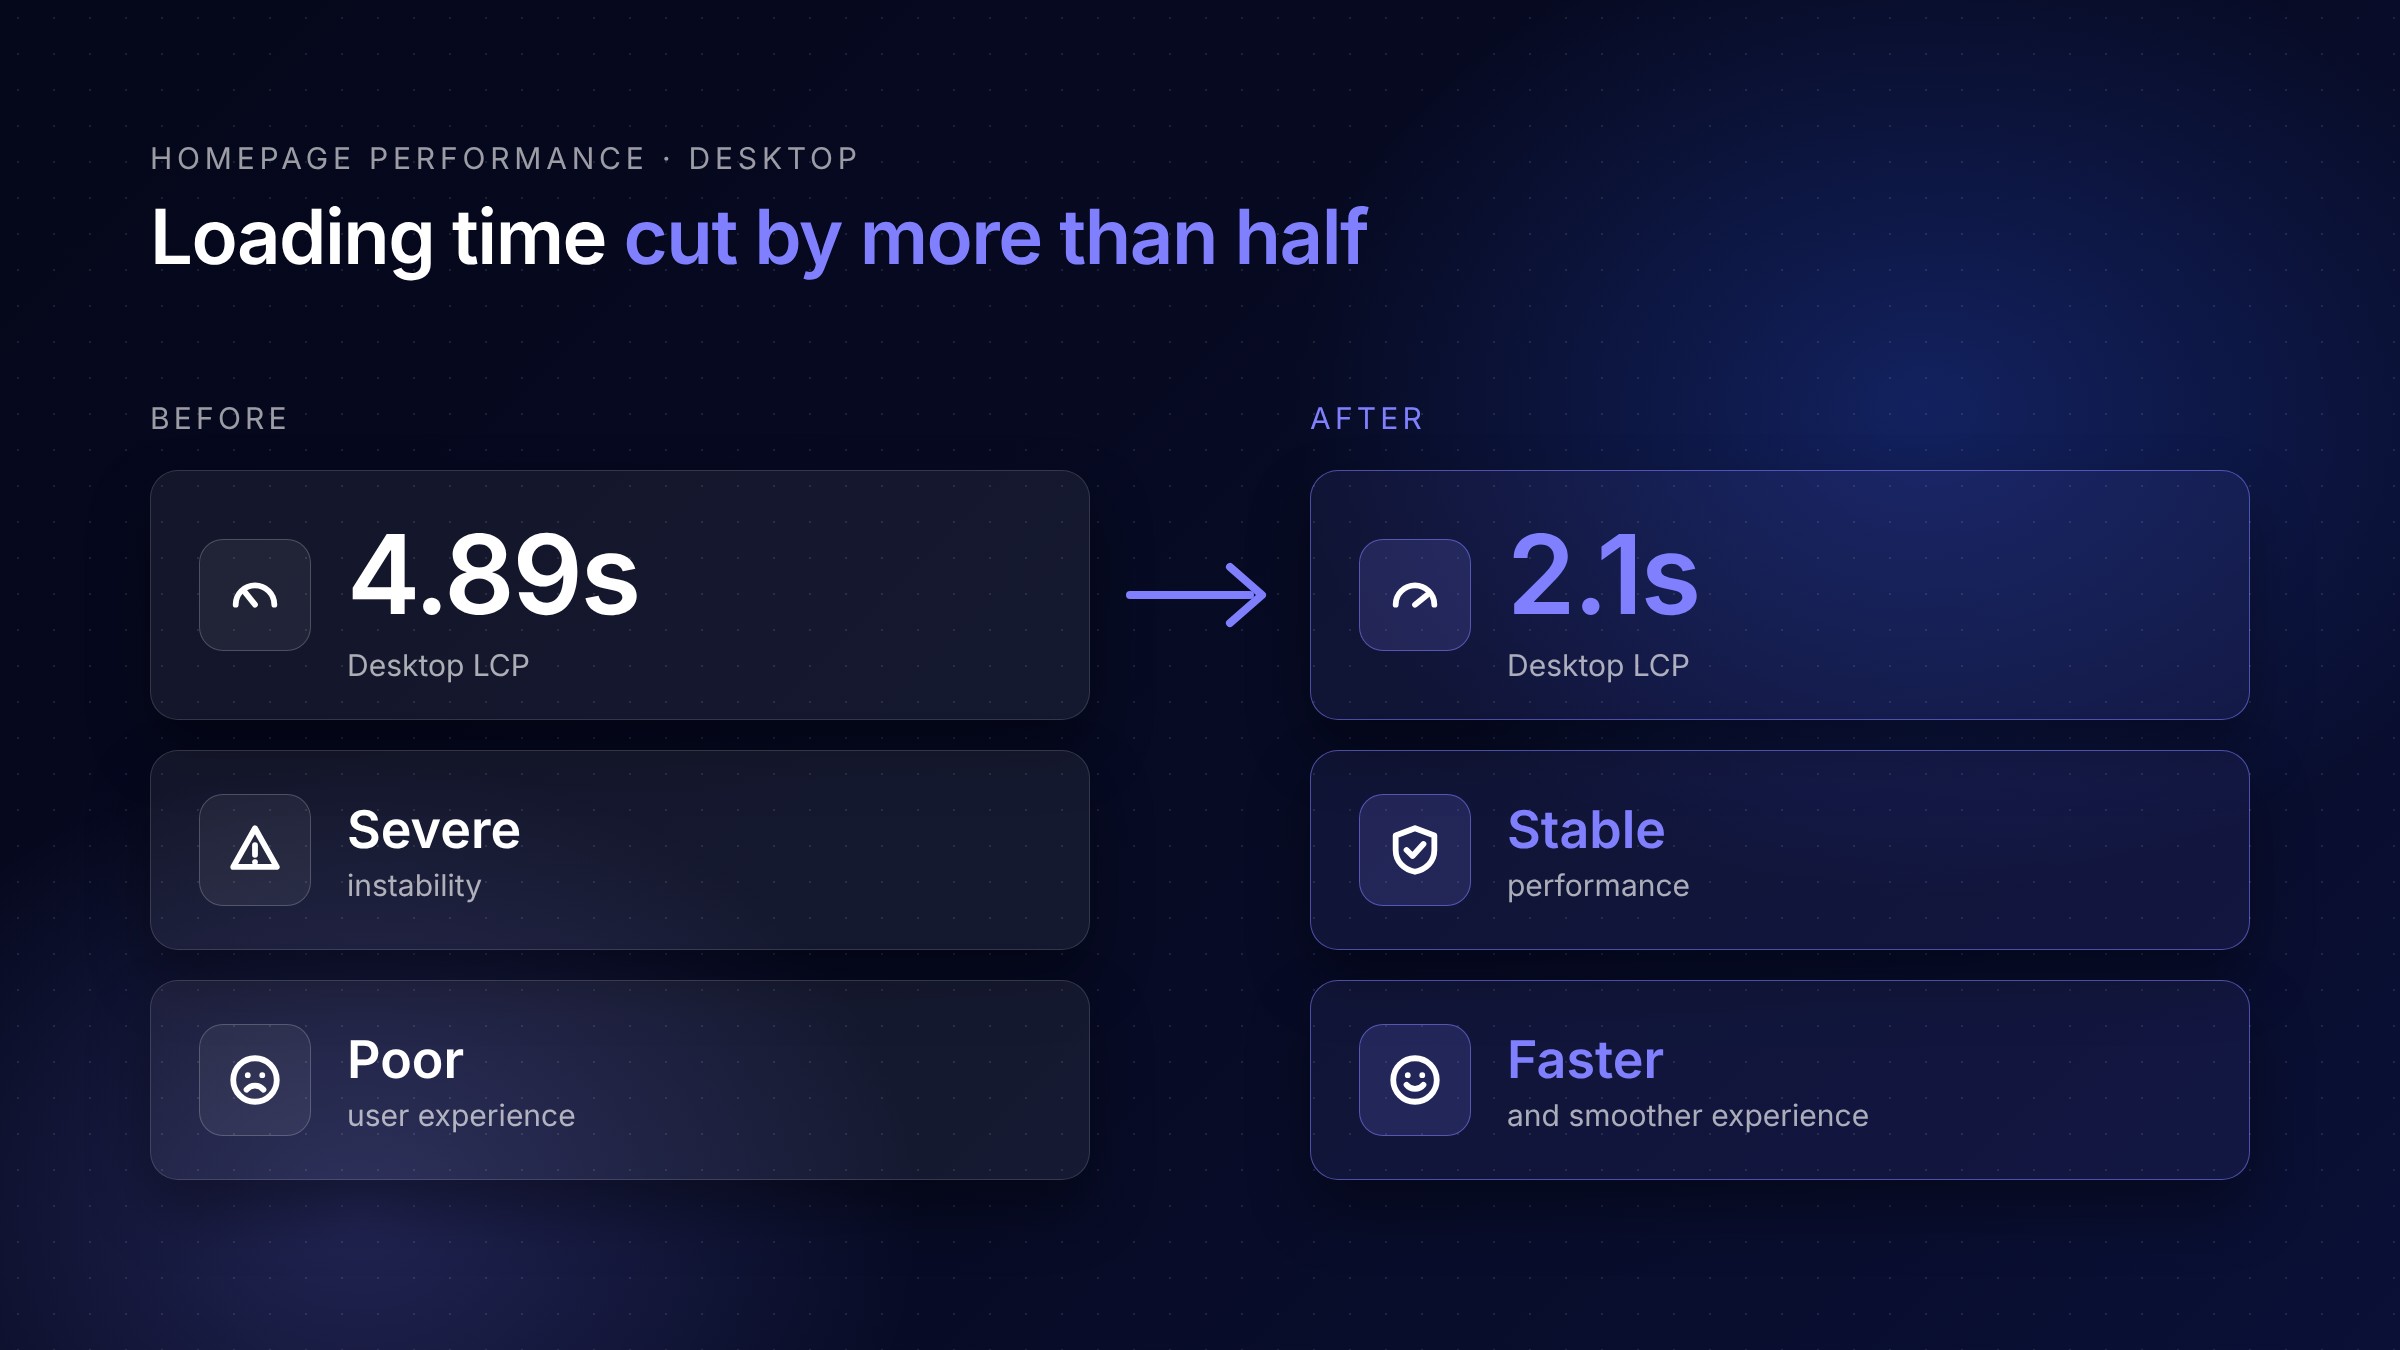 HOMEPAGE PERFORMANCE · DESKTOP
Loading time cut by more than half
BEFORE
4.89s
Desktop LCP
Severe
instability
Poor
user experience
AFTER
2.1s
Desktop LCP
Stable
performance
Faster
and smoother experience